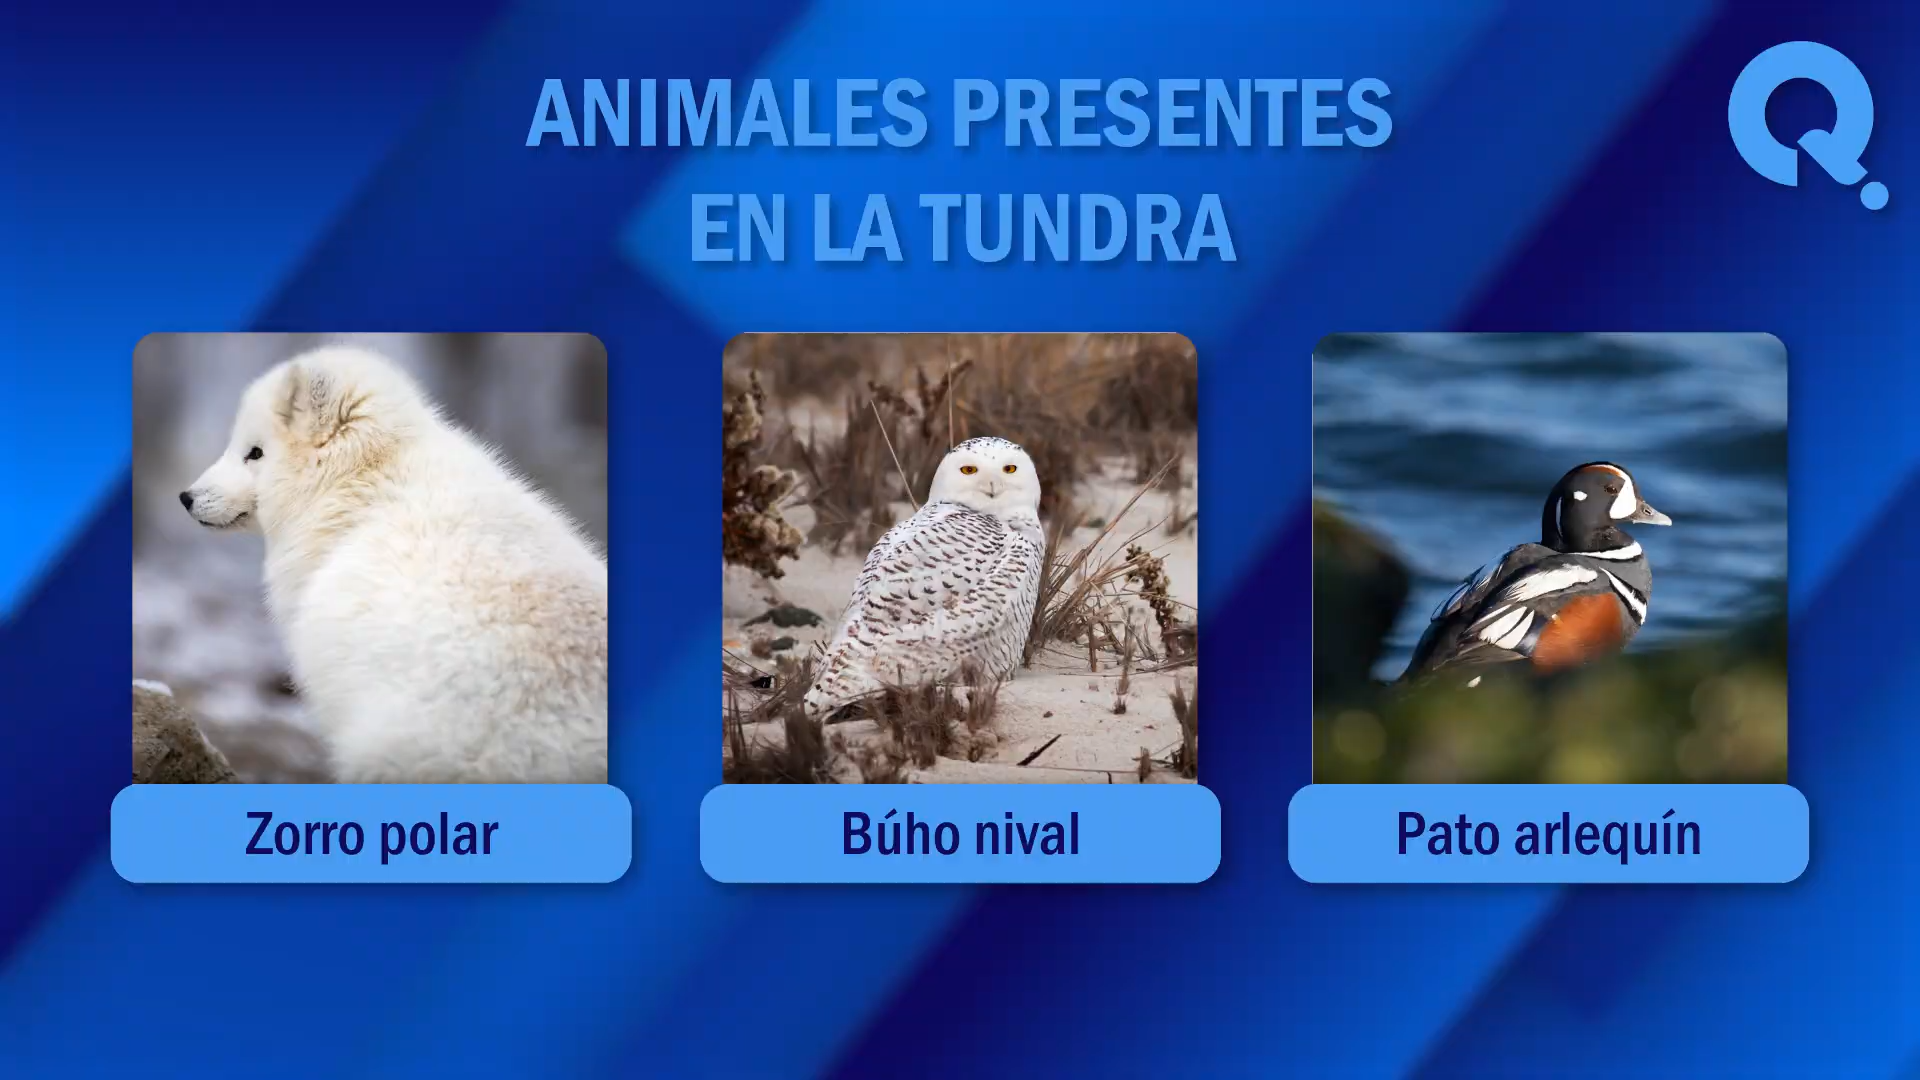 ANIMALES PRESENTES
EN LA TUNDRA
Zorro polar
Búho nival
Pato arlequín